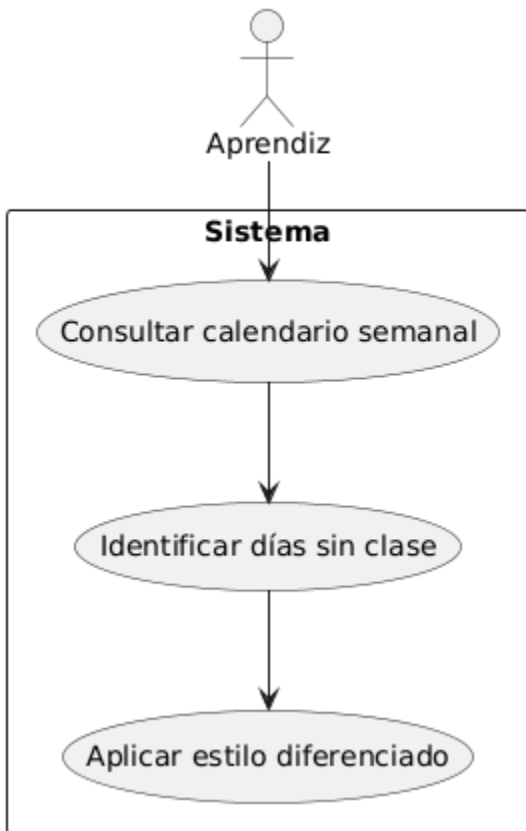 Aprendiz
Sistema
Consultar calendario semanal
Identificar días sin clase
Aplicar estilo diferenciado